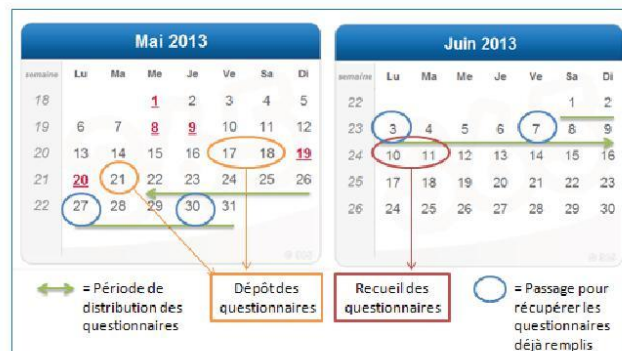 Mai 2013
semaine Lu Ma Me Je Ve Sa Di
18 1 2 3 4 5
19 6 7 8 9 10 11 12
20 13 14 15 16 17 18 19
21 20 21 22 23 24 25 26
22 27 28 29 30 31
Juin 2013
semaine Lu Ma Me Je Ve Sa Di
22 1 2
23 3 4 5 6 7 8 9
24 10 11 12 13 14 15 16
25 17 18 19 20 21 22 23
26 24 25 26 27 28 29 30
= Période de
distribution des
questionnaires
Dépôt des
questionnaires
Recueil des
questionnaires
= Passage pour
récupérer les
questionnaires
déjà remplis